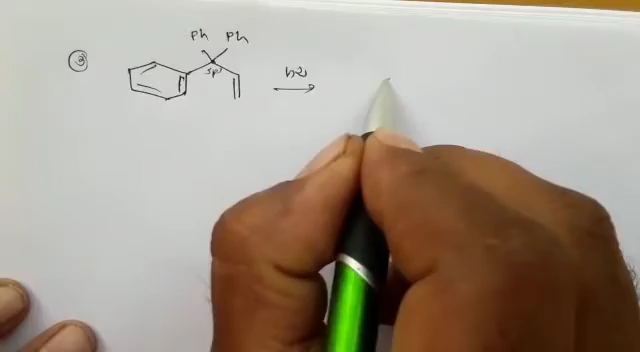 Ph Ph
③ sp³ hν